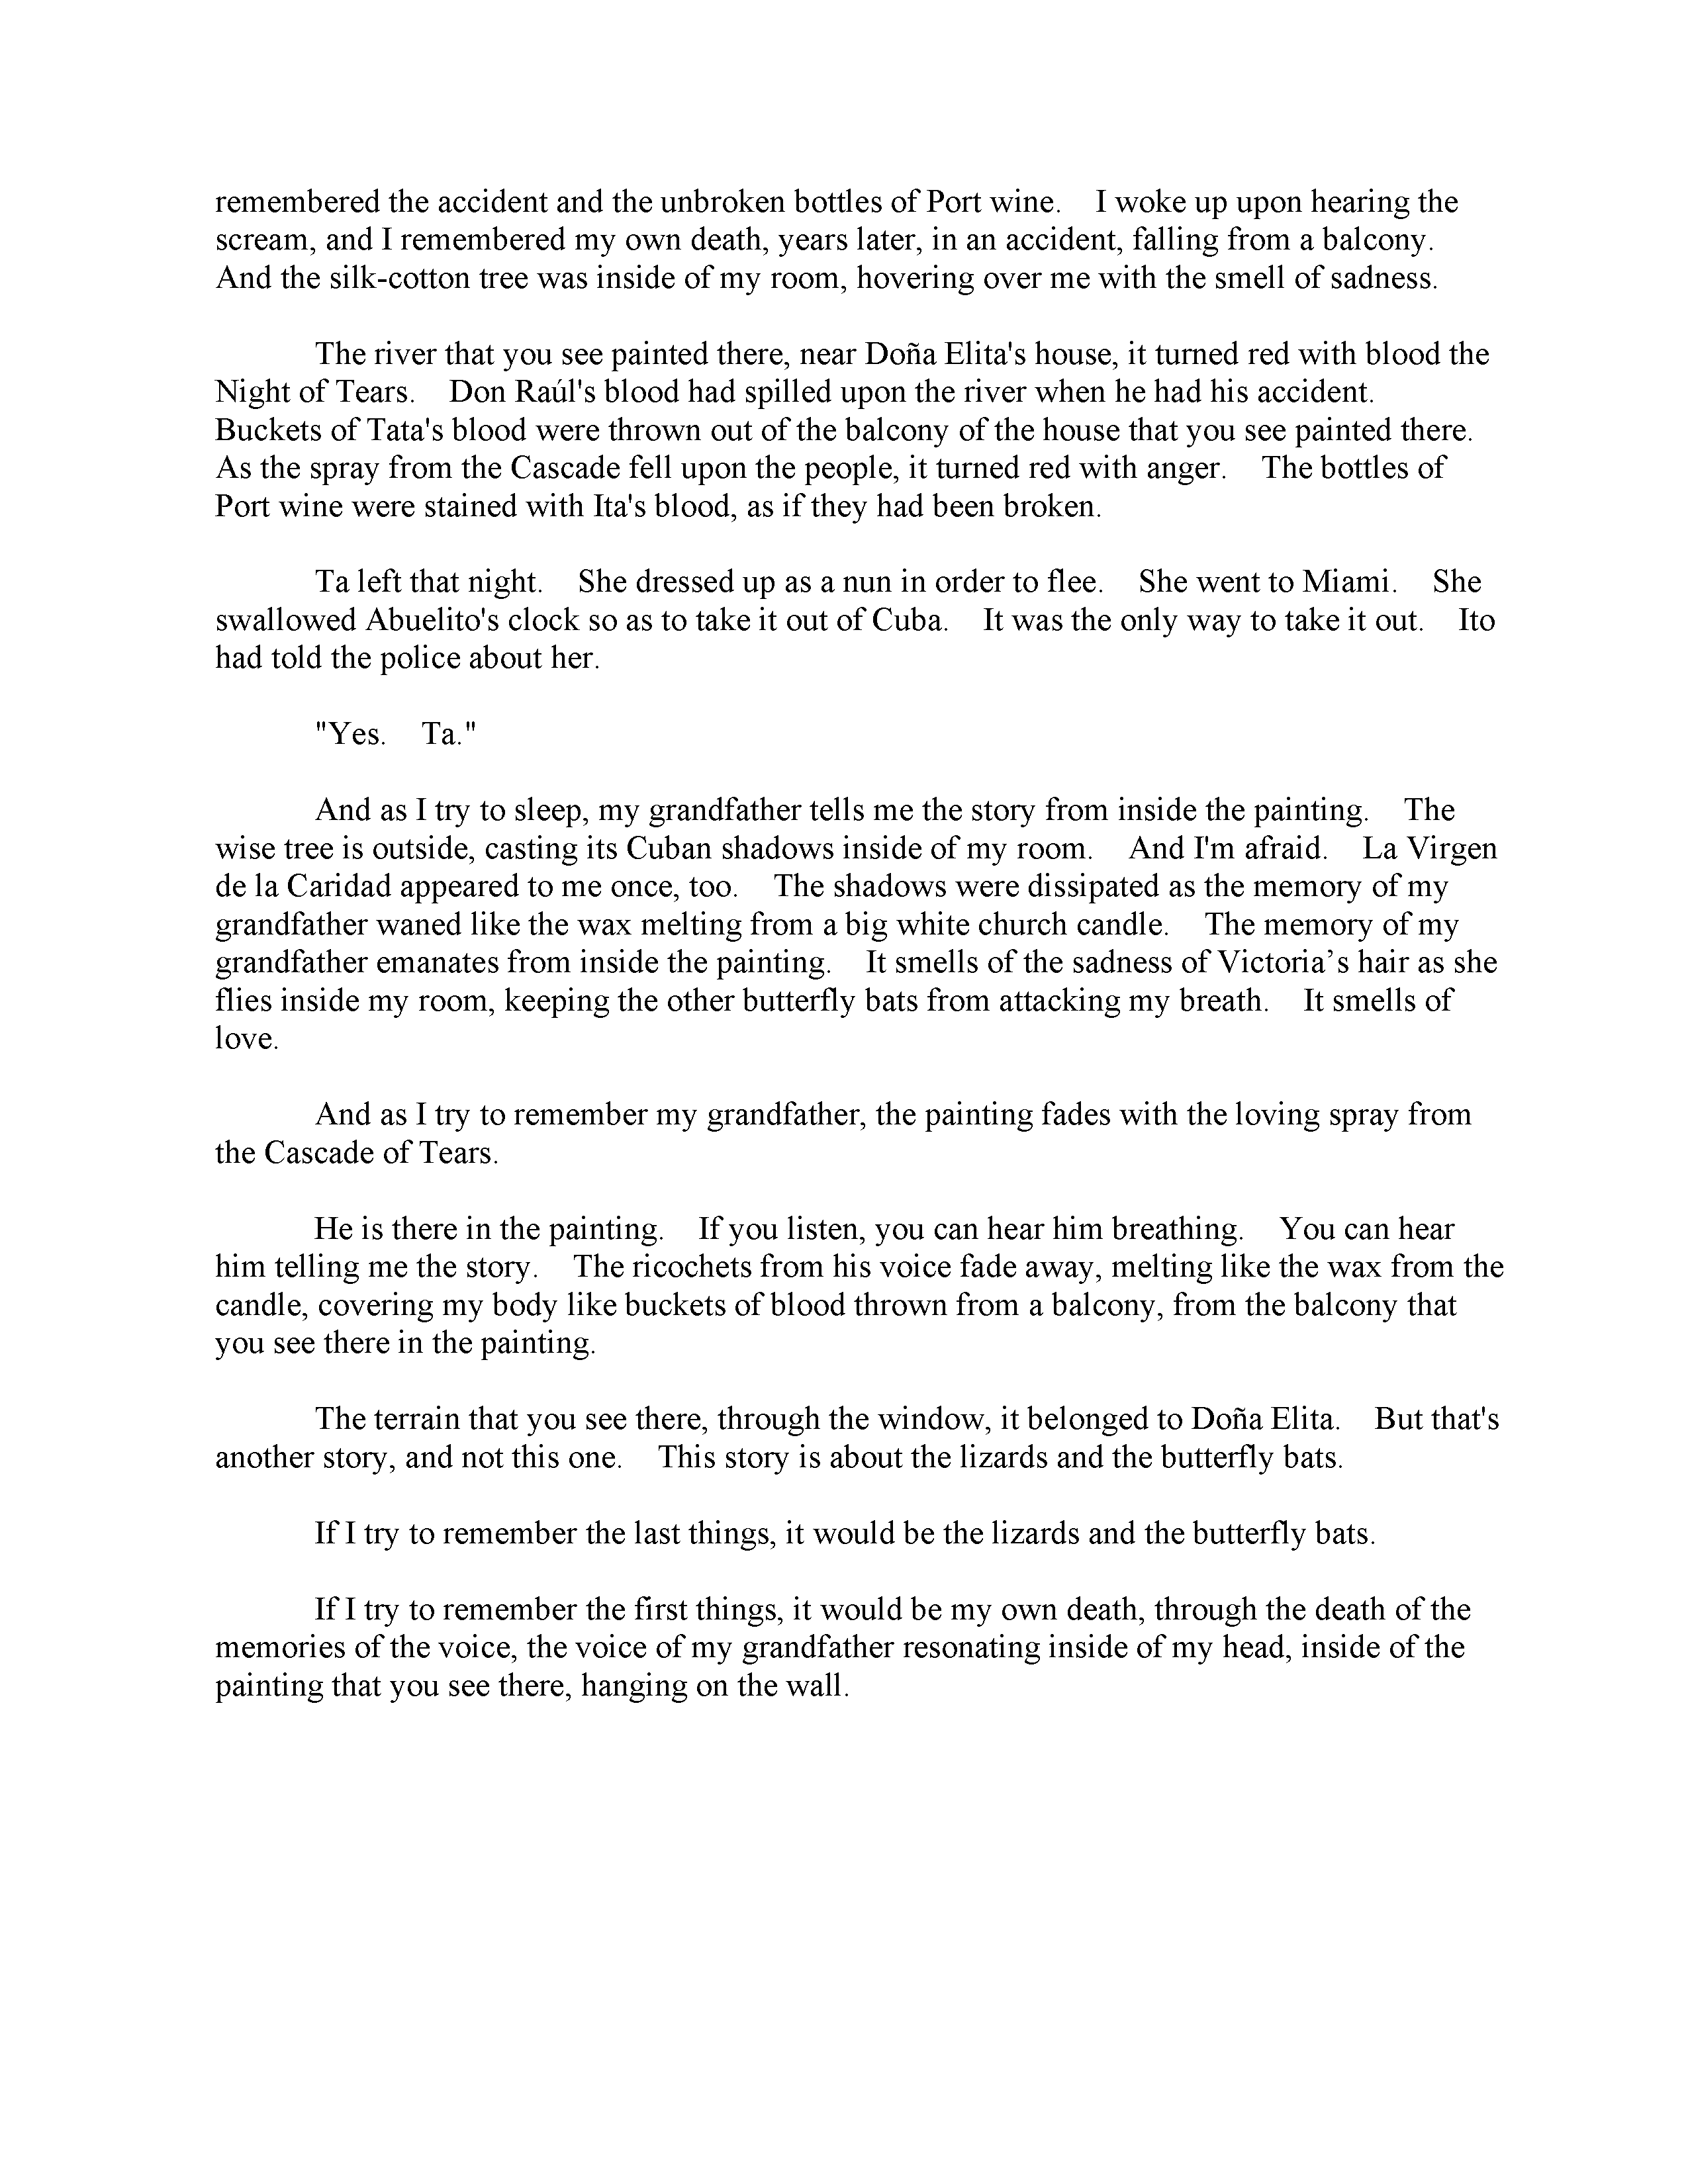 remembered the accident and the unbroken bottles of Port wine.    I woke up upon hearing the
scream, and I remembered my own death, years later, in an accident, falling from a balcony.
And the silk-cotton tree was inside of my room, hovering over me with the smell of sadness.
The river that you see painted there, near Doña Elita's house, it turned red with blood the
Night of Tears.    Don Raúl's blood had spilled upon the river when he had his accident.
Buckets of Tata's blood were thrown out of the balcony of the house that you see painted there.
As the spray from the Cascade fell upon the people, it turned red with anger.    The bottles of
Port wine were stained with Ita's blood, as if they had been broken.
Ta left that night.    She dressed up as a nun in order to flee.    She went to Miami.    She
swallowed Abuelito's clock so as to take it out of Cuba.    It was the only way to take it out.    Ito
had told the police about her.
"Yes.    Ta."
And as I try to sleep, my grandfather tells me the story from inside the painting.    The
wise tree is outside, casting its Cuban shadows inside of my room.    And I'm afraid.    La Virgen
de la Caridad appeared to me once, too.    The shadows were dissipated as the memory of my
grandfather waned like the wax melting from a big white church candle.    The memory of my
grandfather emanates from inside the painting.    It smells of the sadness of Victoria’s hair as she
flies inside my room, keeping the other butterfly bats from attacking my breath.    It smells of
love.
And as I try to remember my grandfather, the painting fades with the loving spray from
the Cascade of Tears.
He is there in the painting.    If you listen, you can hear him breathing.    You can hear
him telling me the story.    The ricochets from his voice fade away, melting like the wax from the
candle, covering my body like buckets of blood thrown from a balcony, from the balcony that
you see there in the painting.
The terrain that you see there, through the window, it belonged to Doña Elita.    But that's
another story, and not this one.    This story is about the lizards and the butterfly bats.
If I try to remember the last things, it would be the lizards and the butterfly bats.
If I try to remember the first things, it would be my own death, through the death of the
memories of the voice, the voice of my grandfather resonating inside of my head, inside of the
painting that you see there, hanging on the wall.